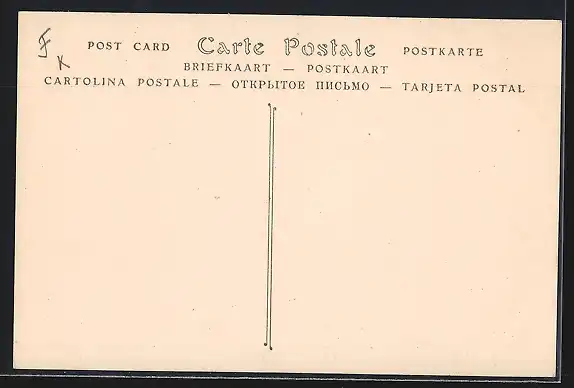 F
K
POST CARD Carte Postale POSTKARTE
BRIEFKAART — POSTKAART
CARTOLINA POSTALE — ОТКРЫТОЕ ПИСЬМО — TARJETA POSTAL